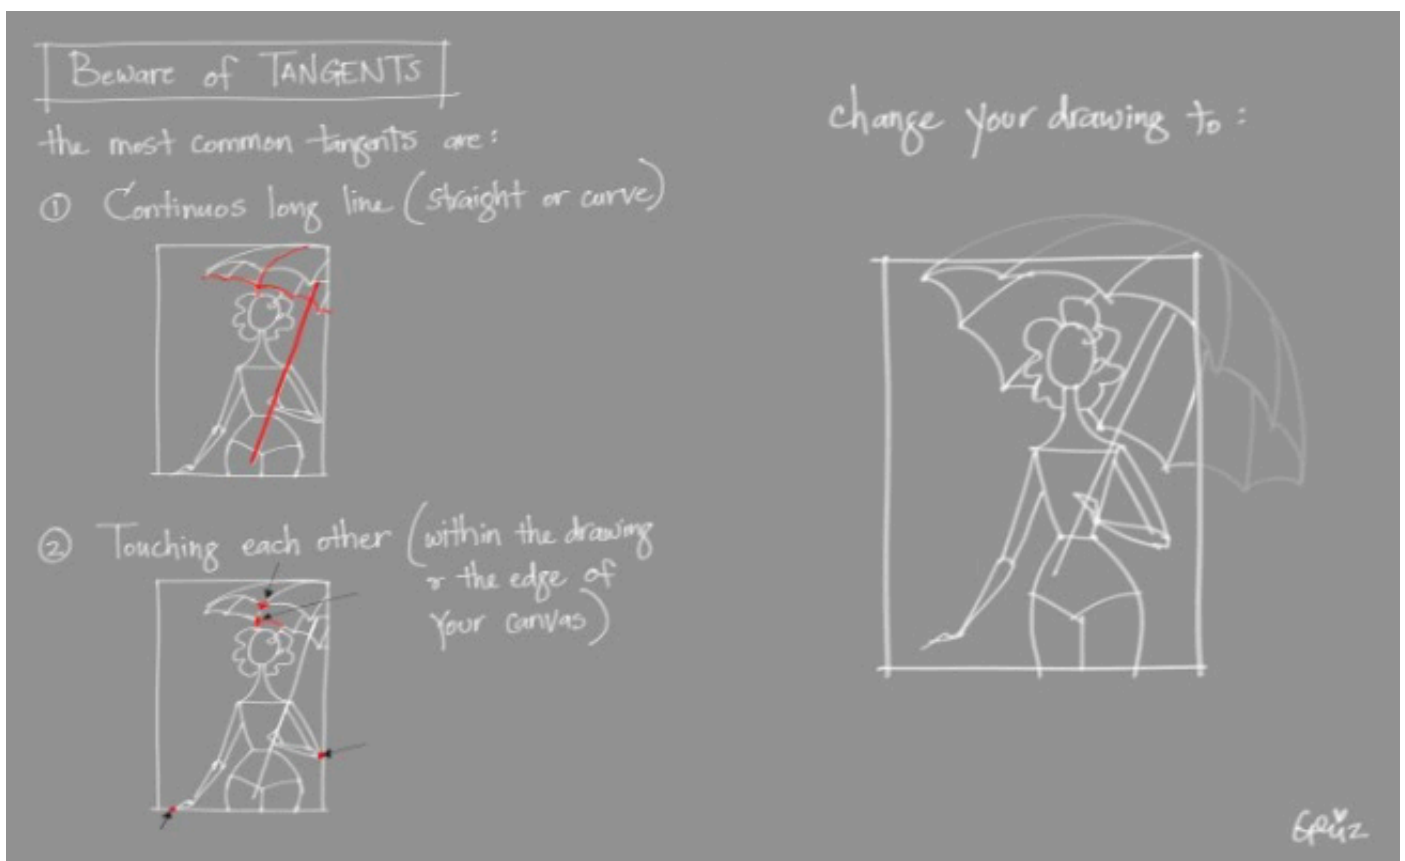 Beware of TANGENTS
the most common tangents are:
① Continuos long line (straight or curve)
② Touching each other (within the drawing
or the edge of
your canvas)
change your drawing to: